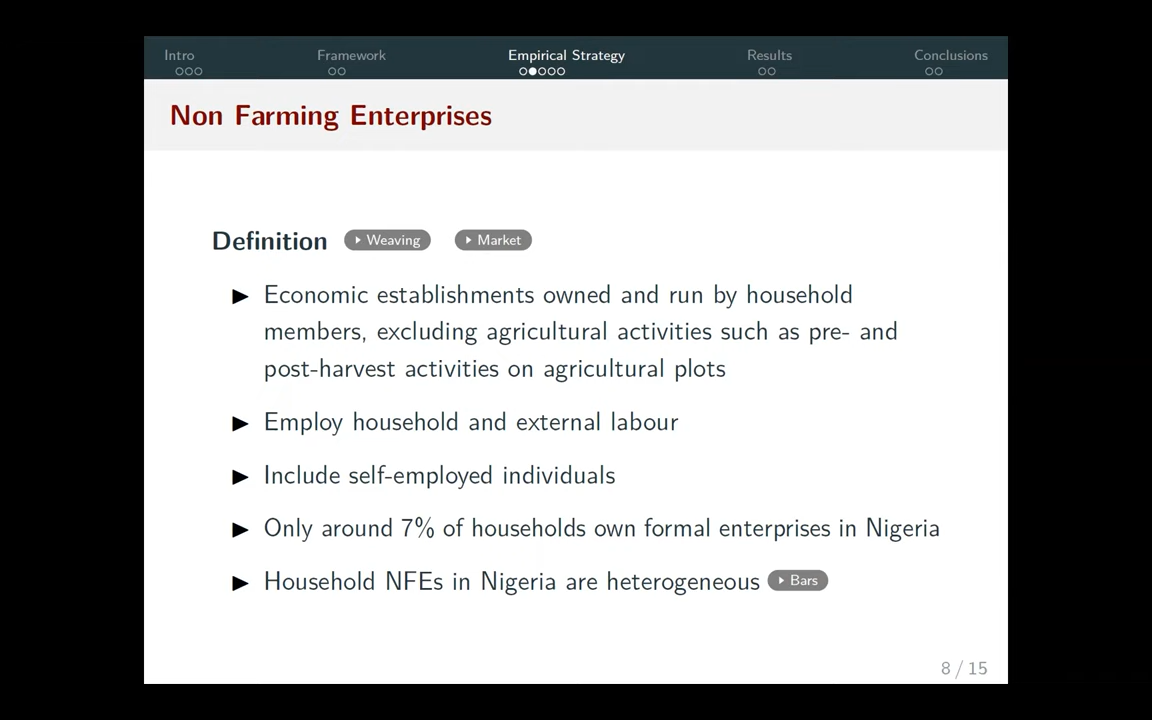 Intro Framework Empirical Strategy Results Conclusions
Non Farming Enterprises
Definition Weaving Market
Economic establishments owned and run by household
members, excluding agricultural activities such as pre- and
post-harvest activities on agricultural plots
Employ household and external labour
Include self-employed individuals
Only around 7% of households own formal enterprises in Nigeria
Household NFEs in Nigeria are heterogeneous Bars
8 / 15